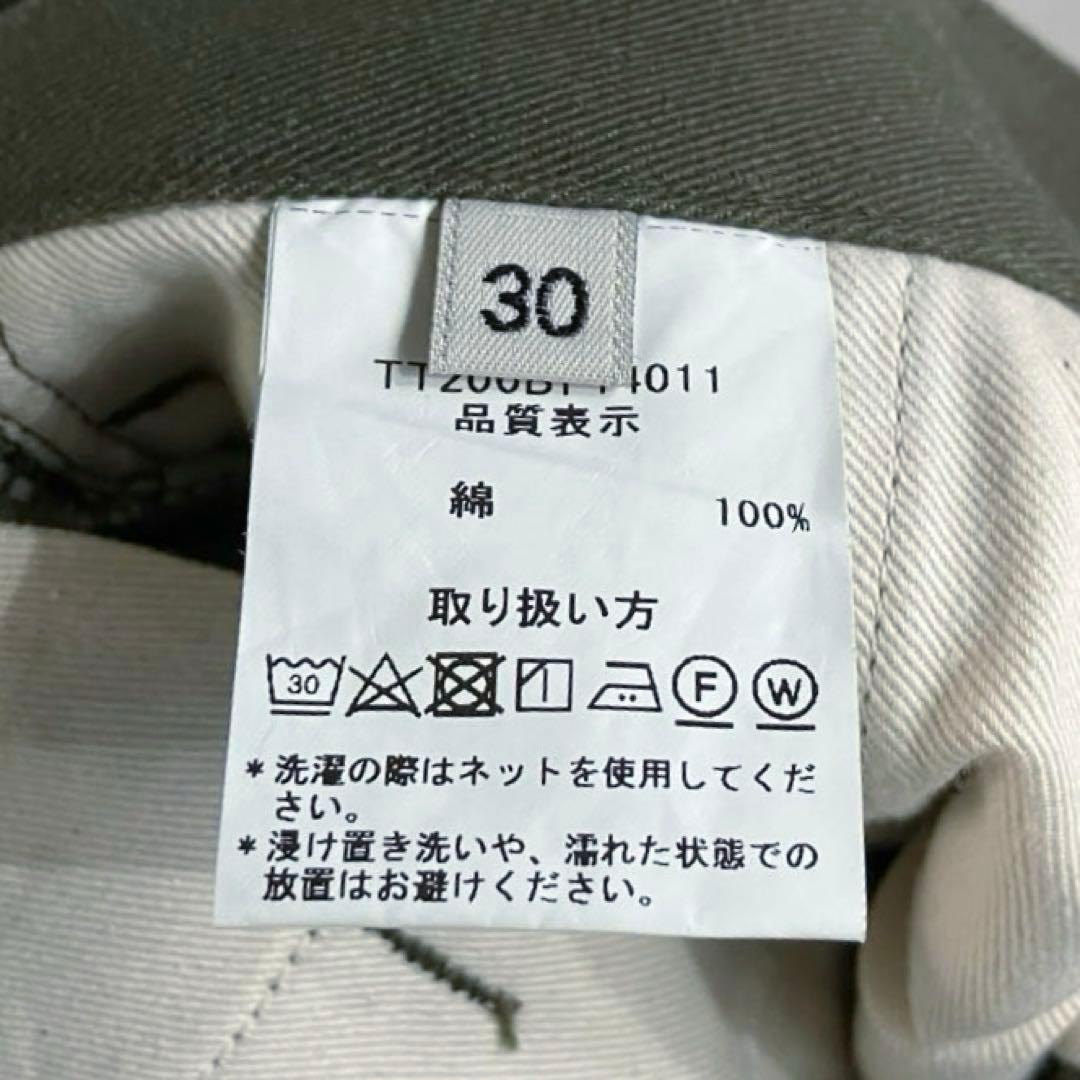 30
4011
品質表示
綿 100%
取り扱い方
30 F W
*洗濯の際はネットを使用してくだ
さい。
*浸け置き洗いや、濡れた状態での
放置はお避けください。